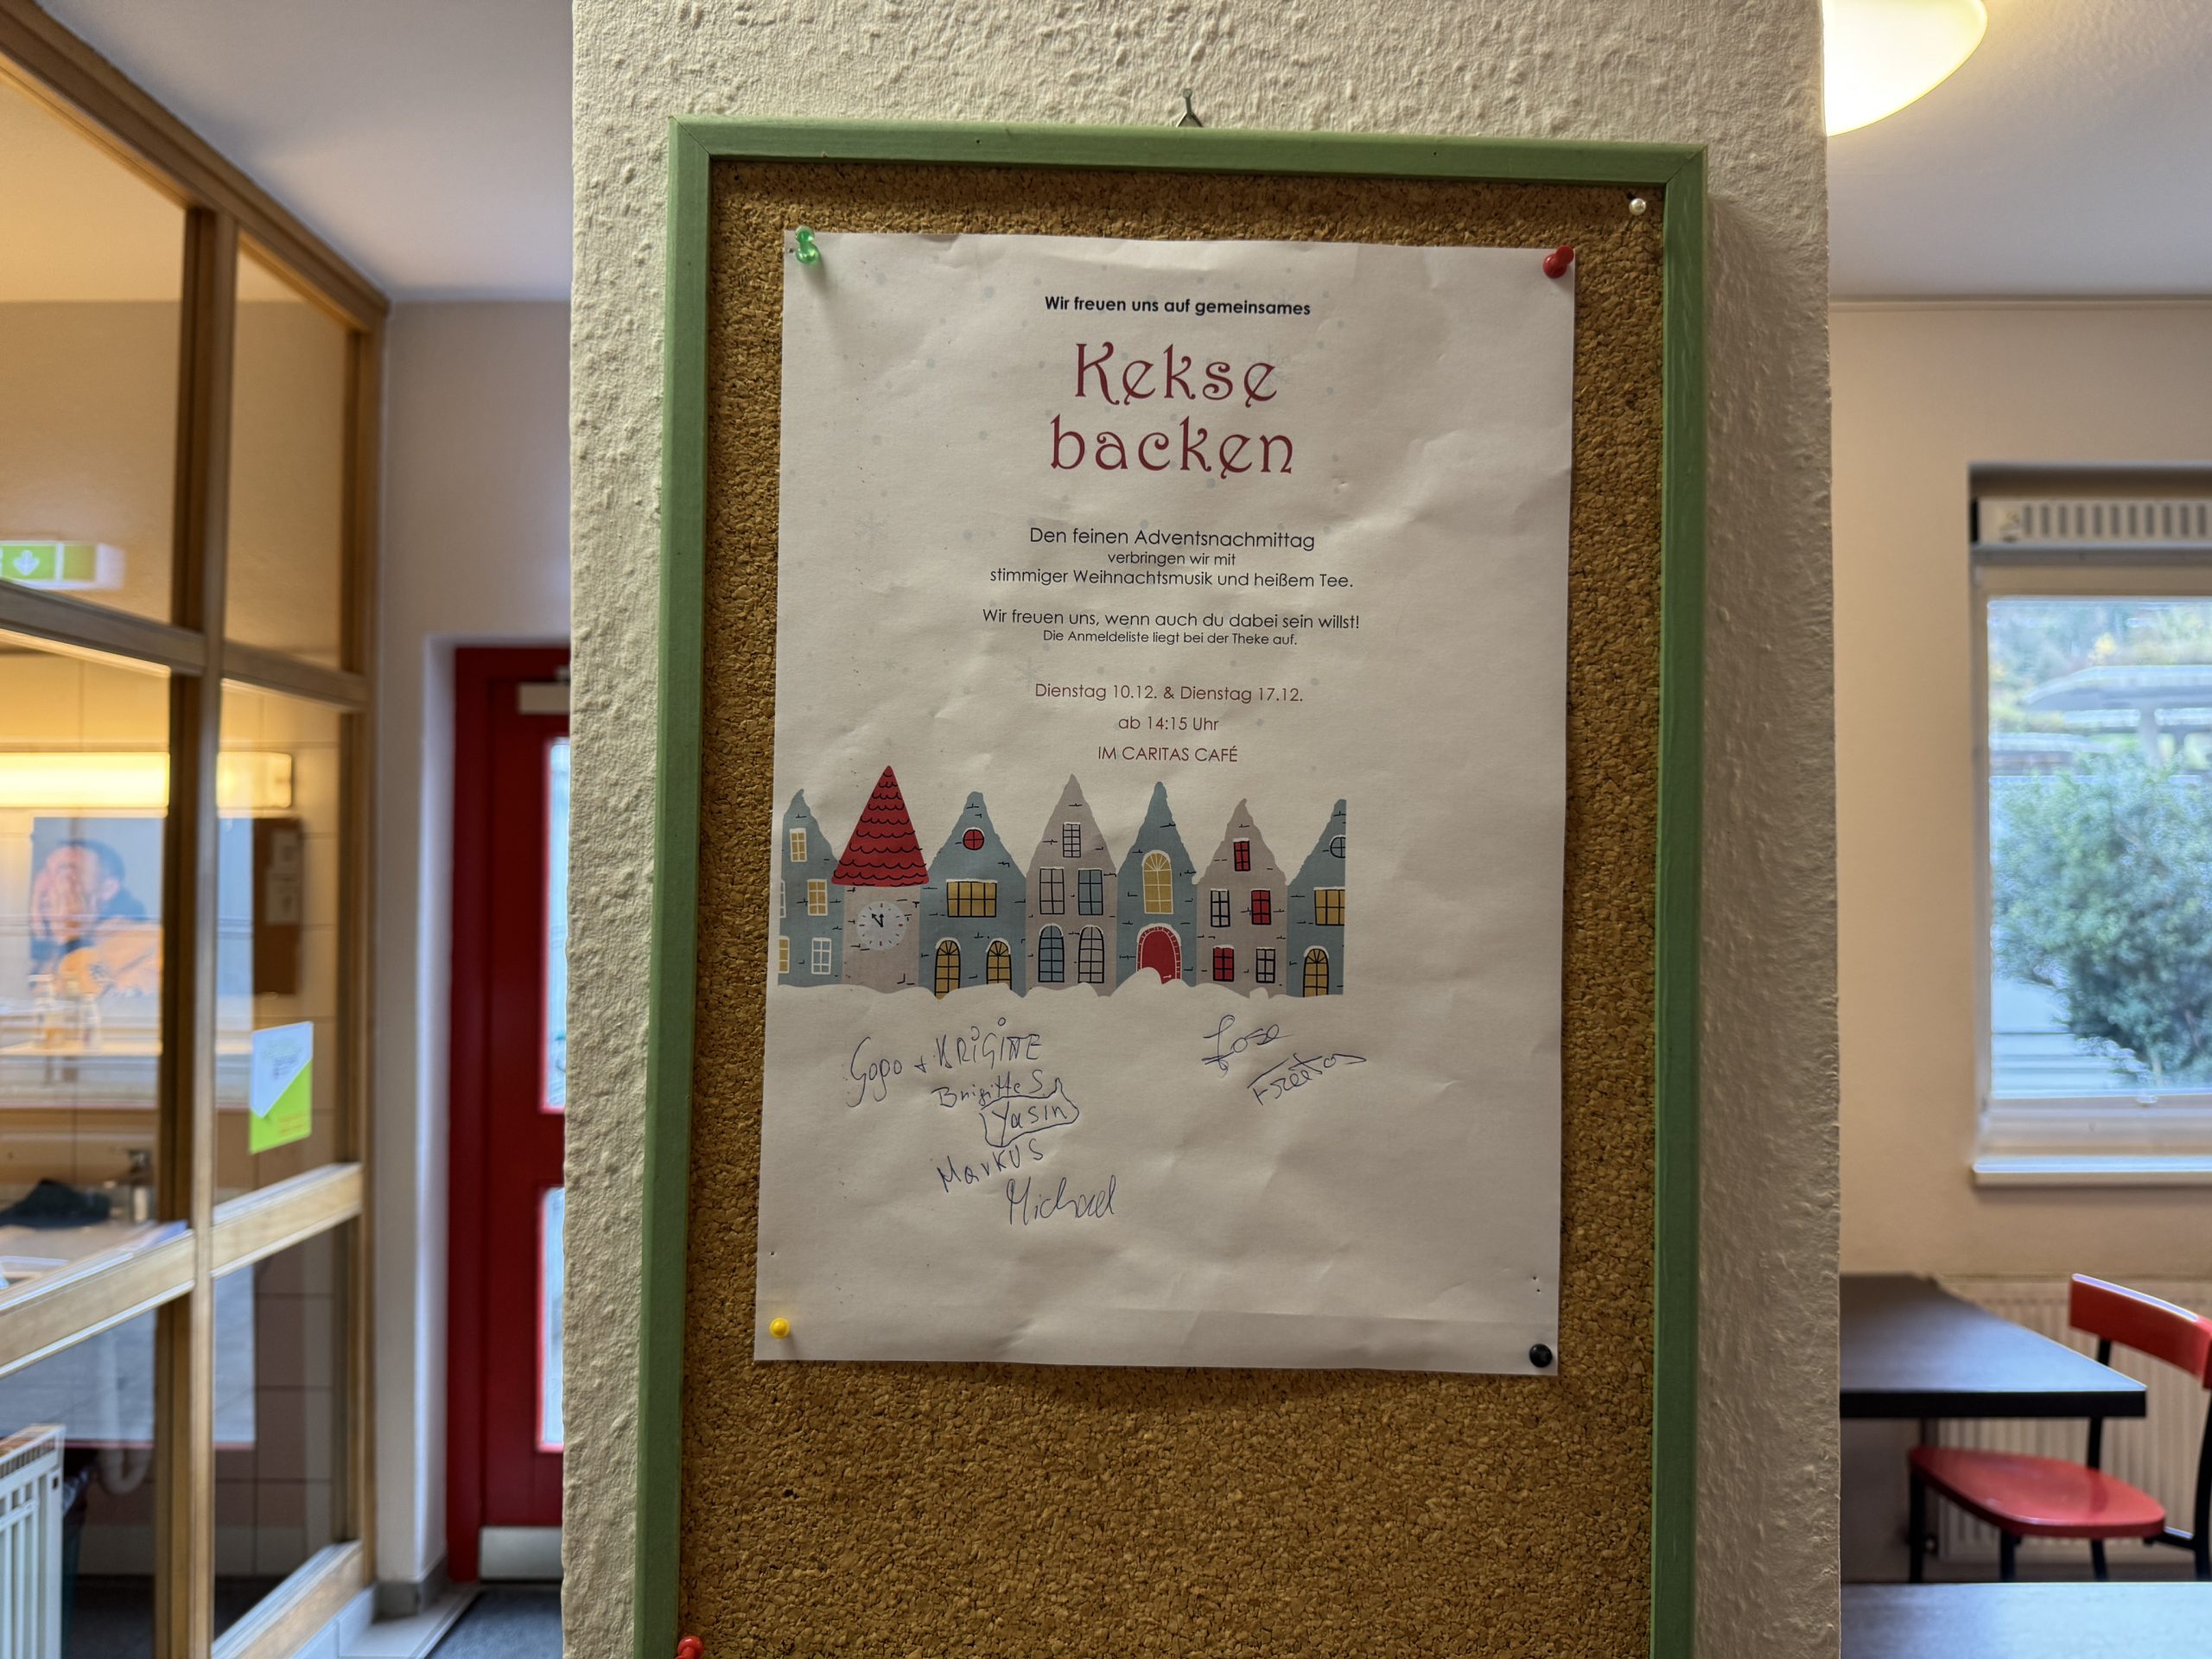 Wir freuen uns auf gemeinsames
Kekse
backen
Den feinen Adventsnachmittag
verbringen wir mit
stimmiger Weihnachtsmusik und heißem Tee.
Wir freuen uns, wenn auch du dabei sein willst!
Die Anmeldeliste liegt bei der Theke auf.
Dienstag 10.12. & Dienstag 17.12.
ab 14:15 Uhr
IM CARITAS CAFÉ
Gogo +
Brigitte S
Yasin
Markus
Michael
Jose
Freitas